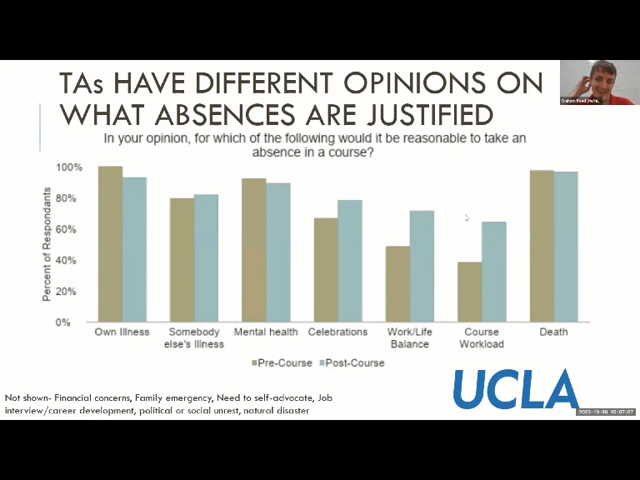 TAs HAVE DIFFERENT OPINIONS ON
WHAT ABSENCES ARE JUSTIFIED
In your opinion, for which of the following would it be reasonable to take an
absence in a course?
Percent of Respondants
100%
80%
60%
40%
20%
0%
Own Illness
Somebody
else's Illness
Mental health
Celebrations
Work/Life
Balance
Course
Workload
Death
Pre-Course
Post-Course
Not shown- Financial concerns, Family emergency, Need to self-advocate, Job
interview/career development, political or social unrest, natural disaster
UCLA